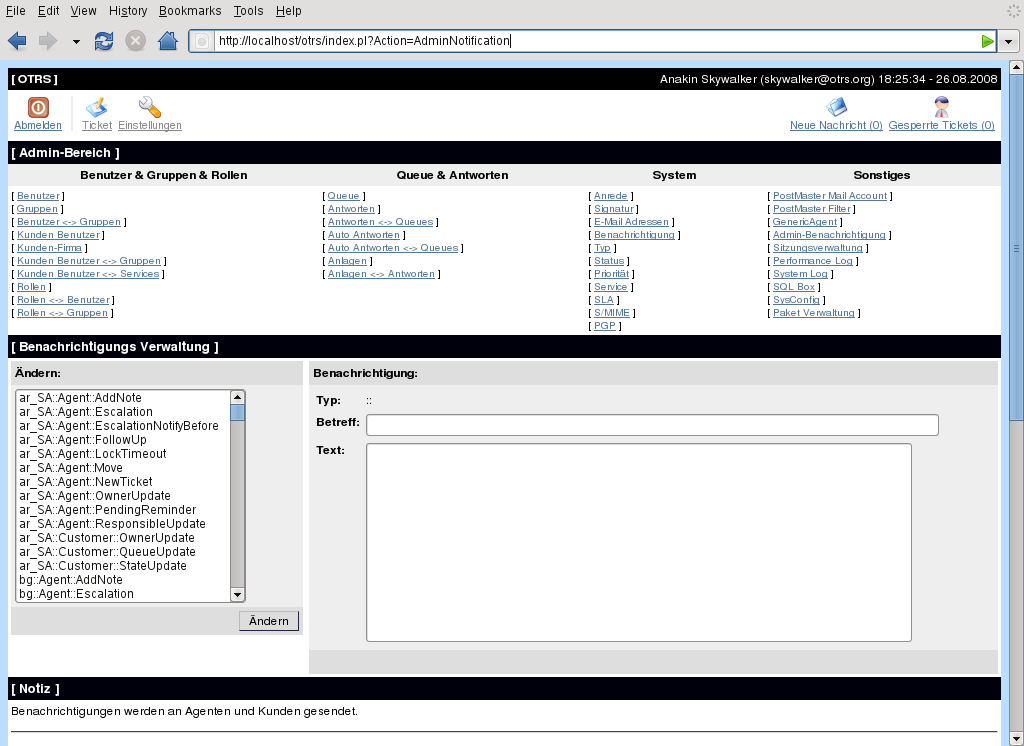 File Edit View History Bookmarks Tools Help
http://localhost/otrs/index.pl?Action=AdminNotification
[ OTRS ] Anakin Skywalker (skywalker@otrs.org) 18:25:34 - 26.08.2008
Abmelden Ticket Einstellungen Neue Nachricht (0) Gesperrte Tickets (0)
[ Admin-Bereich ]
Benutzer & Gruppen & Rollen Queue & Antworten System Sonstiges
[ Benutzer ] [ Queue ] [ Anrede ] [ PostMaster Mail Account ]
[ Gruppen ] [ Antworten ] [ Signatur ] [ PostMaster Filter ]
[ Benutzer <-> Gruppen ] [ Antworten <-> Queues ] [ E-Mail Adressen ] [ GenericAgent ]
[ Kunden Benutzer ] [ Auto Antworten ] [ Benachrichtigung ] [ Admin-Benachrichtigung ]
[ Kunden-Firma ] [ Auto Antworten <-> Queues ] [ Typ ] [ Sitzungsverwaltung ]
[ Kunden Benutzer <-> Gruppen ] [ Anlagen ] [ Status ] [ Performance Log ]
[ Kunden Benutzer <-> Services ] [ Anlagen <-> Antworten ] [ Priorität ] [ System Log ]
[ Rollen ] [ Service ] [ SQL Box ]
[ Rollen <-> Benutzer ] [ SLA ] [ SysConfig ]
[ Rollen <-> Gruppen ] [ S/MIME ] [ Paket Verwaltung ]
[ PGP ]
[ Benachrichtigungs Verwaltung ]
Ändern:
ar_SA::Agent::AddNote
ar_SA::Agent::Escalation
ar_SA::Agent::EscalationNotifyBefore
ar_SA::Agent::FollowUp
ar_SA::Agent::LockTimeout
ar_SA::Agent::Move
ar_SA::Agent::NewTicket
ar_SA::Agent::OwnerUpdate
ar_SA::Agent::PendingReminder
ar_SA::Agent::ResponsibleUpdate
ar_SA::Customer::OwnerUpdate
ar_SA::Customer::QueueUpdate
ar_SA::Customer::StateUpdate
bg::Agent::AddNote
bg::Agent::Escalation
Ändern
Benachrichtigung:
Typ: ::
Betreff:
Text:
[ Notiz ]
Benachrichtigungen werden an Agenten und Kunden gesendet.